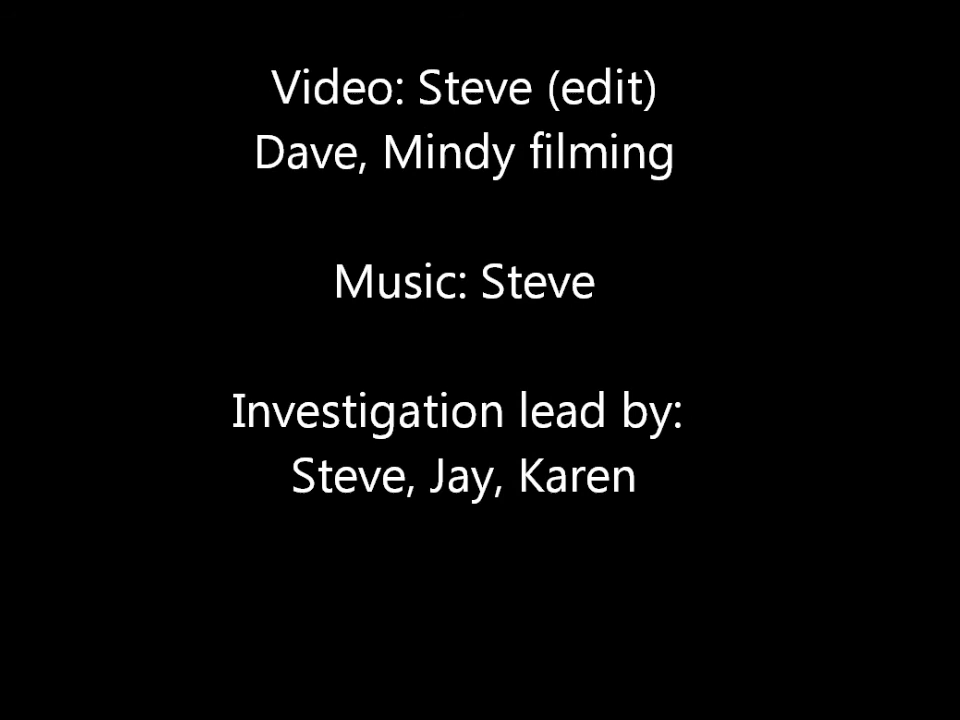 Video: Steve (edit)
Dave, Mindy filming
Music: Steve
Investigation lead by:
Steve, Jay, Karen